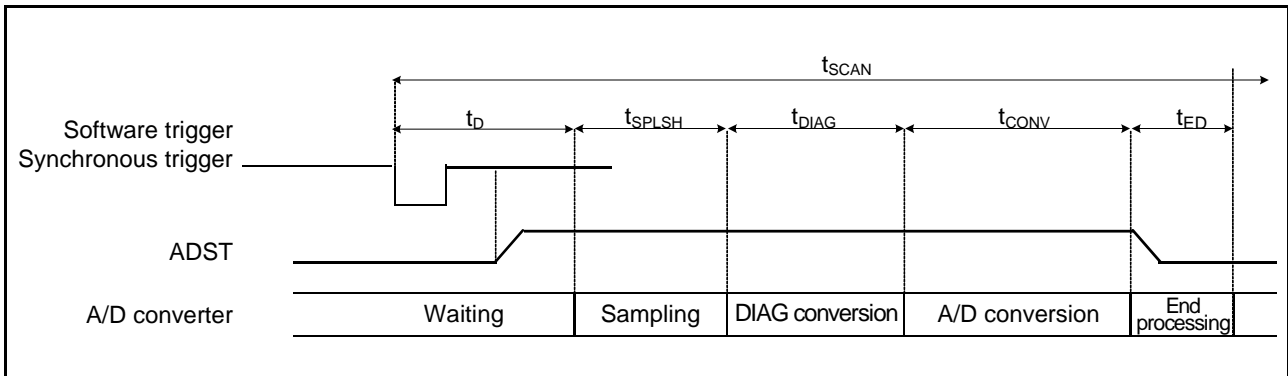 tSCAN
tD tSPLSH tDIAG tCONV tED
Software trigger
Synchronous trigger
ADST
A/D converter Waiting Sampling DIAG conversion A/D conversion End processing